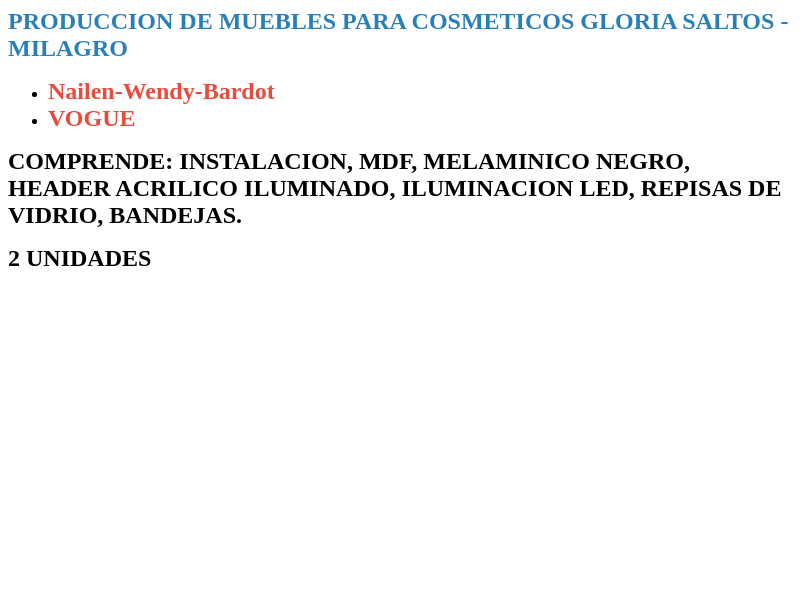 PRODUCCION DE MUEBLES PARA COSMETICOS GLORIA SALTOS -
MILAGRO
Nailen-Wendy-Bardot
VOGUE
COMPRENDE: INSTALACION, MDF, MELAMINICO NEGRO,
HEADER ACRILICO ILUMINADO, ILUMINACION LED, REPISAS DE
VIDRIO, BANDEJAS.
2 UNIDADES